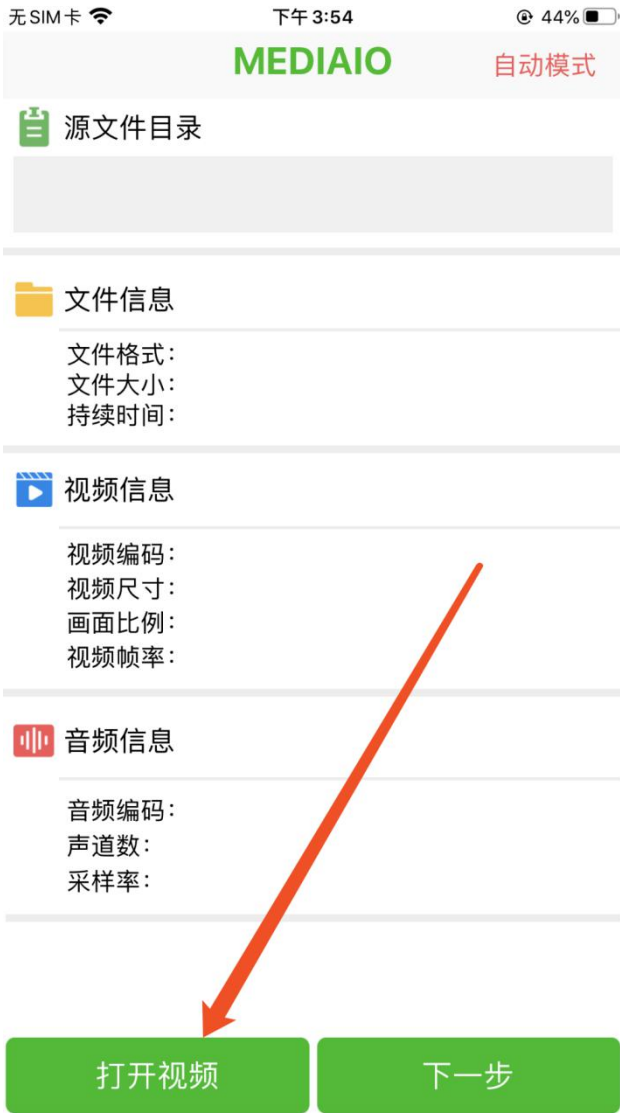 无SIM卡 下午3:54 44%
MEDIAIO 自动模式
源文件目录
文件信息
文件格式：
文件大小：
持续时间：
视频信息
视频编码：
视频尺寸：
画面比例：
视频帧率：
音频信息
音频编码：
声道数：
采样率：
打开视频 下一步